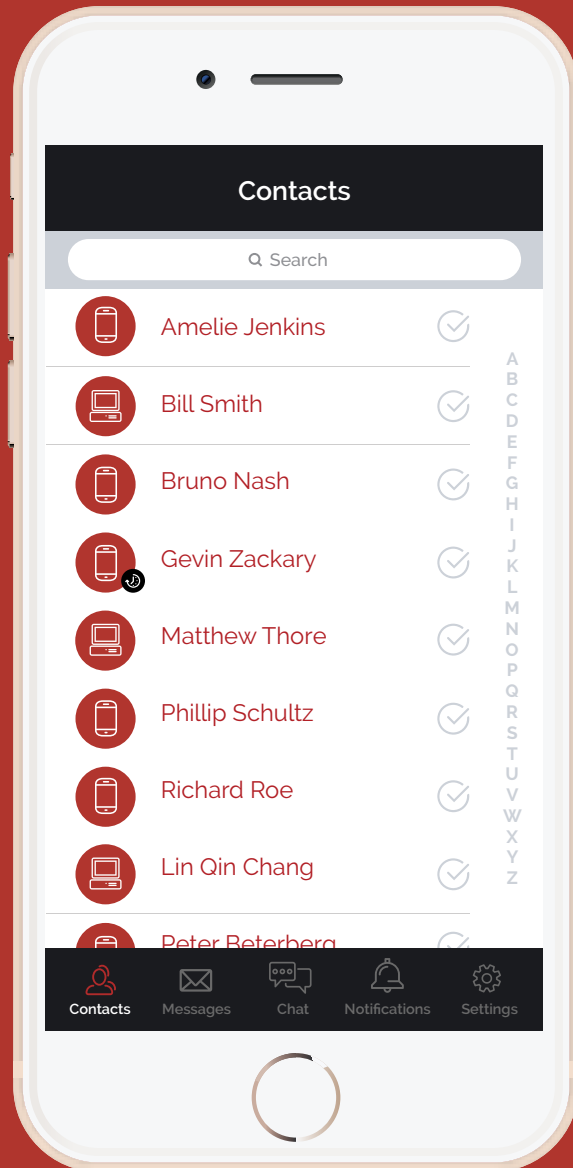 Contacts
Search
Amelie Jenkins
Bill Smith
Bruno Nash
Gevin Zackary
Matthew Thore
Phillip Schultz
Richard Roe
Lin Qin Chang
Peter Beterberg
A
B
C
D
E
F
G
H
I
J
K
L
M
N
O
P
Q
R
S
T
U
V
W
X
Y
Z
Contacts Messages Chat Notifications Settings